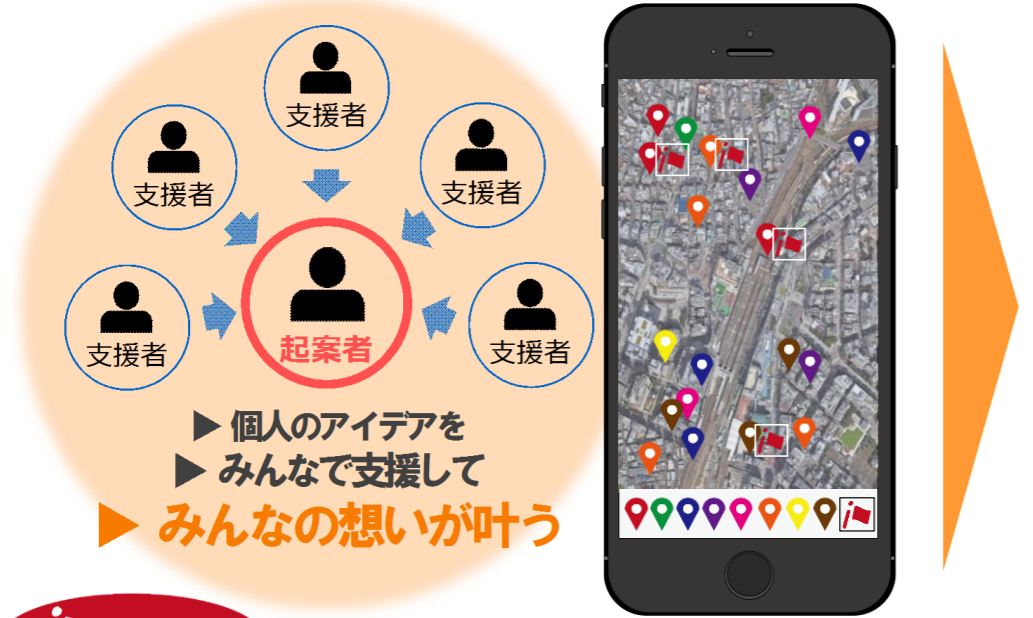 支援者
支援者
支援者
支援者
支援者
起案者
▶ 個人のアイデアを
▶ みんなで支援して
▶ みんなの想いが叶う